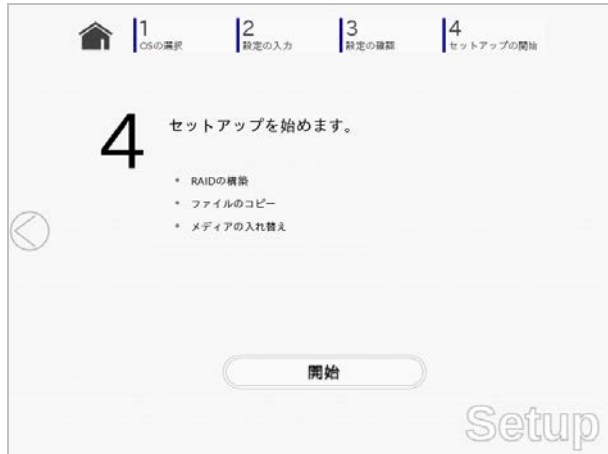 1
OSの選択
2
設定の入力
3
設定の確認
4
セットアップの開始
4
セットアップを始めます。
• RAIDの構築
• ファイルのコピー
• メディアの入れ替え
開始
Setup